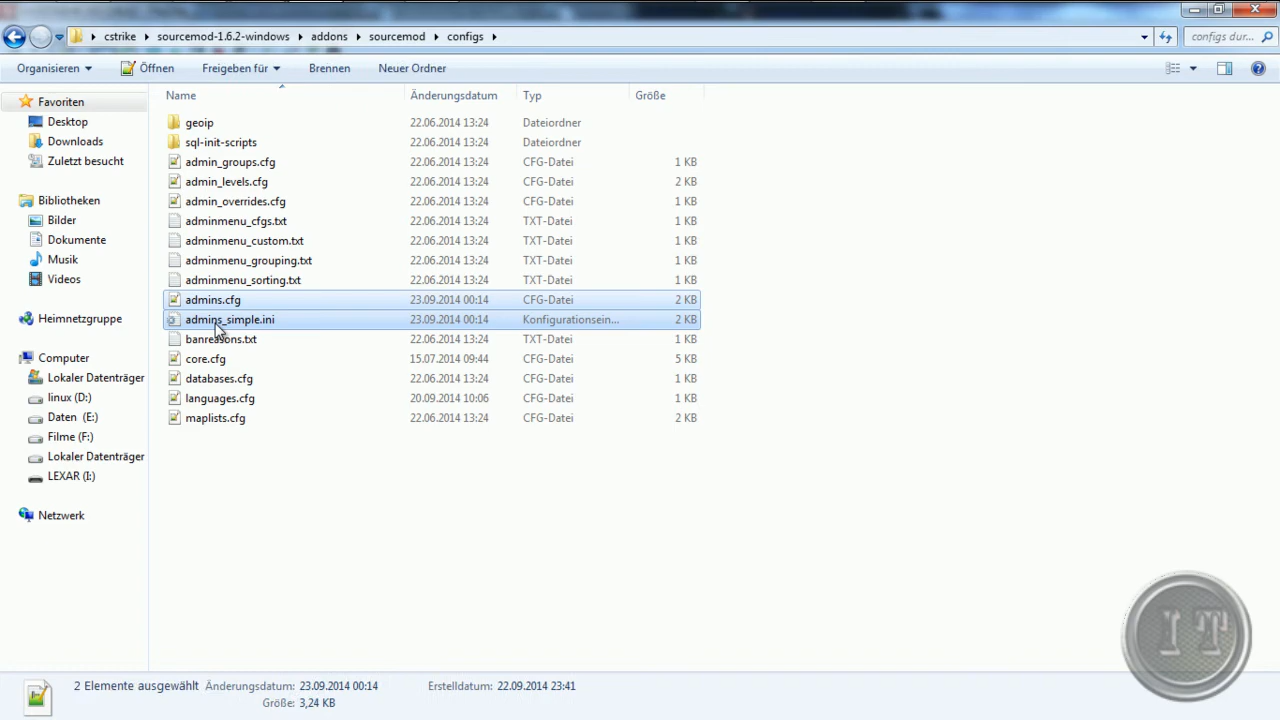 cstrike sourcemod-1.6.2-windows addons sourcemod configs configs dur...
Organisieren Öffnen Freigeben für Brennen Neuer Ordner
Name Änderungsdatum Typ Größe
Favoriten
Desktop
Downloads
Zuletzt besucht
Bibliotheken
Bilder
Dokumente
Musik
Videos
Heimnetzgruppe
Computer
Lokaler Datenträger
linux (D:)
Daten (E:)
Filme (F:)
Lokaler Datenträger
LEXAR (I:)
Netzwerk
geoip 22.06.2014 13:24 Dateiordner
sql-init-scripts 22.06.2014 13:24 Dateiordner
admin_groups.cfg 22.06.2014 13:24 CFG-Datei 1 KB
admin_levels.cfg 22.06.2014 13:24 CFG-Datei 2 KB
admin_overrides.cfg 22.06.2014 13:24 CFG-Datei 1 KB
adminmenu_cfgs.txt 22.06.2014 13:24 TXT-Datei 1 KB
adminmenu_custom.txt 22.06.2014 13:24 TXT-Datei 1 KB
adminmenu_grouping.txt 22.06.2014 13:24 TXT-Datei 1 KB
adminmenu_sorting.txt 22.06.2014 13:24 TXT-Datei 1 KB
admins.cfg 23.09.2014 00:14 CFG-Datei 2 KB
admins_simple.ini 23.09.2014 00:14 Konfigurationsein... 2 KB
banreasons.txt 22.06.2014 13:24 TXT-Datei 1 KB
core.cfg 15.07.2014 09:44 CFG-Datei 5 KB
databases.cfg 22.06.2014 13:24 CFG-Datei 1 KB
languages.cfg 20.09.2014 10:06 CFG-Datei 1 KB
maplists.cfg 22.06.2014 13:24 CFG-Datei 2 KB
IT
2 Elemente ausgewählt Änderungsdatum: 23.09.2014 00:14 Erstelldatum: 22.09.2014 23:41
Größe: 3,24 KB